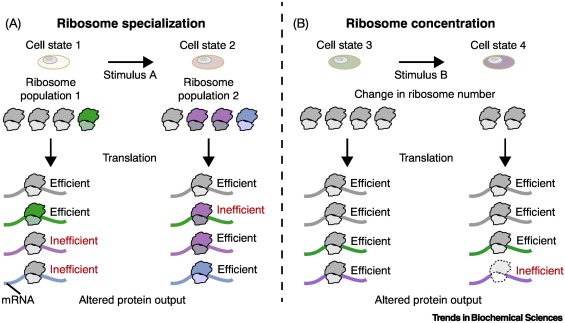 (A) Ribosome specialization
Cell state 1
Cell state 2
Stimulus A
Ribosome
population 1
Ribosome
population 2
Translation
Efficient
Efficient
Inefficient
Inefficient
mRNA
Efficient
Inefficient
Efficient
Efficient
Altered protein output
(B) Ribosome concentration
Cell state 3
Cell state 4
Stimulus B
Change in ribosome number
Translation
Efficient
Efficient
Efficient
Efficient
Efficient
Efficient
Efficient
Inefficient
Altered protein output
Trends in Biochemical Sciences